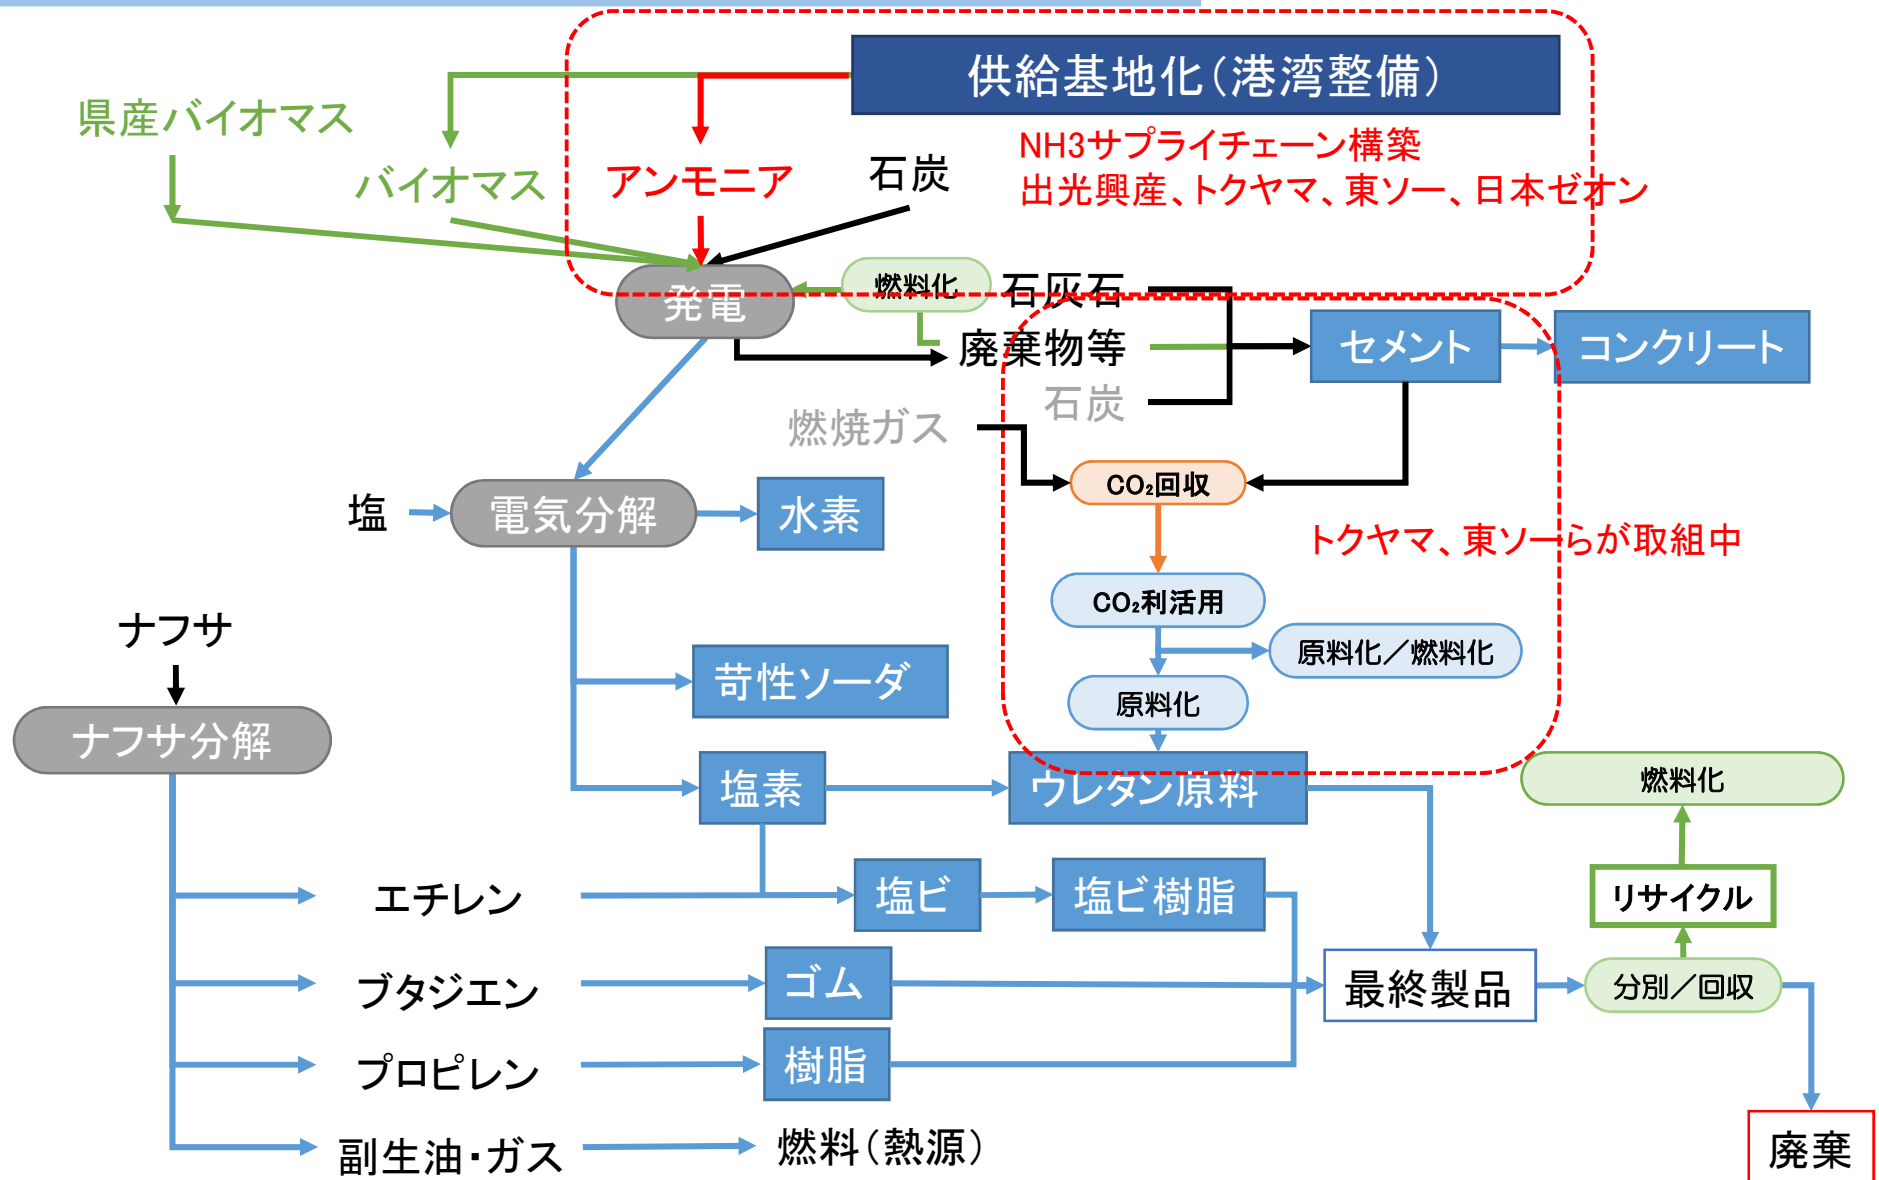 供給基地化(港湾整備)
県産バイオマス
バイオマス
アンモニア
石炭
NH3サプライチェーン構築
出光興産、トクヤマ、東ソー、日本ゼオン
発電
燃料化
石灰石
廃棄物等
石炭
セメント
コンクリート
燃焼ガス
CO₂回収
塩
電気分解
水素
トクヤマ、東ソーらが取組中
CO₂利活用
ナフサ
原料化／燃料化
苛性ソーダ
原料化
ナフサ分解
塩素
ウレタン原料
燃料化
エチレン
塩ビ
塩ビ樹脂
リサイクル
ブタジエン
ゴム
最終製品
分別／回収
プロピレン
樹脂
副生油・ガス
燃料(熱源)
廃棄